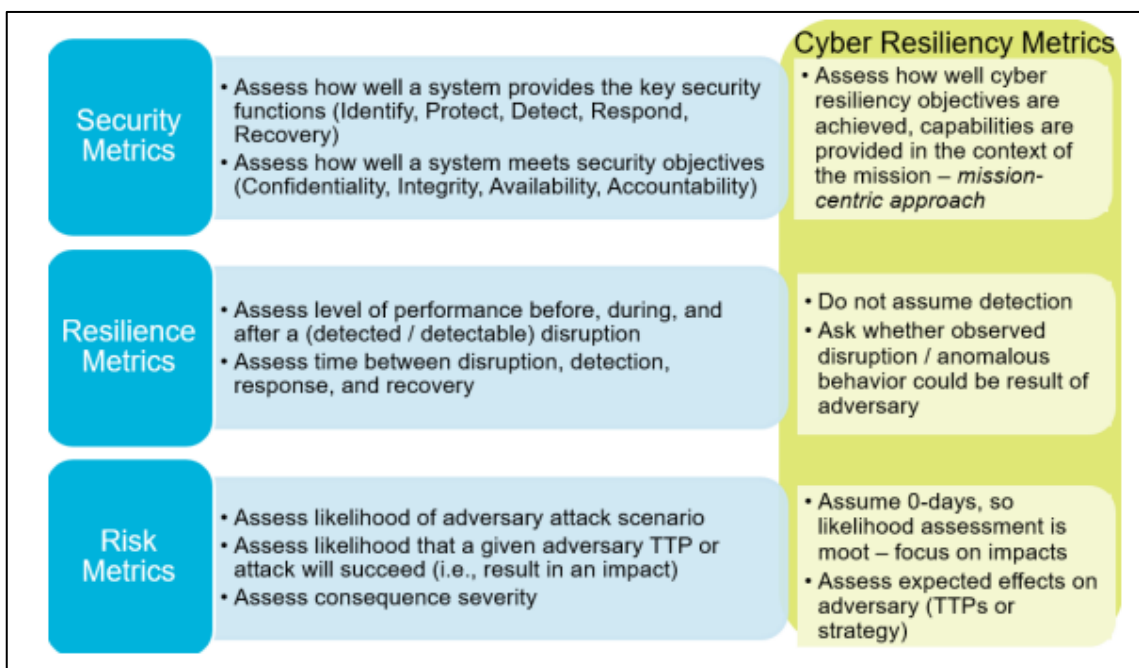 Cyber Resiliency Metrics
Security
Metrics
• Assess how well a system provides the key security
functions (Identify, Protect, Detect, Respond,
Recovery)
• Assess how well a system meets security objectives
(Confidentiality, Integrity, Availability, Accountability)
• Assess how well cyber
resiliency objectives are
achieved, capabilities are
provided in the context of
the mission – mission-
centric approach
Resilience
Metrics
• Assess level of performance before, during, and
after a (detected / detectable) disruption
• Assess time between disruption, detection,
response, and recovery
• Do not assume detection
• Ask whether observed
disruption / anomalous
behavior could be result of
adversary
Risk
Metrics
• Assess likelihood of adversary attack scenario
• Assess likelihood that a given adversary TTP or
attack will succeed (i.e., result in an impact)
• Assess consequence severity
• Assume 0-days, so
likelihood assessment is
moot – focus on impacts
• Assess expected effects on
adversary (TTPs or
strategy)